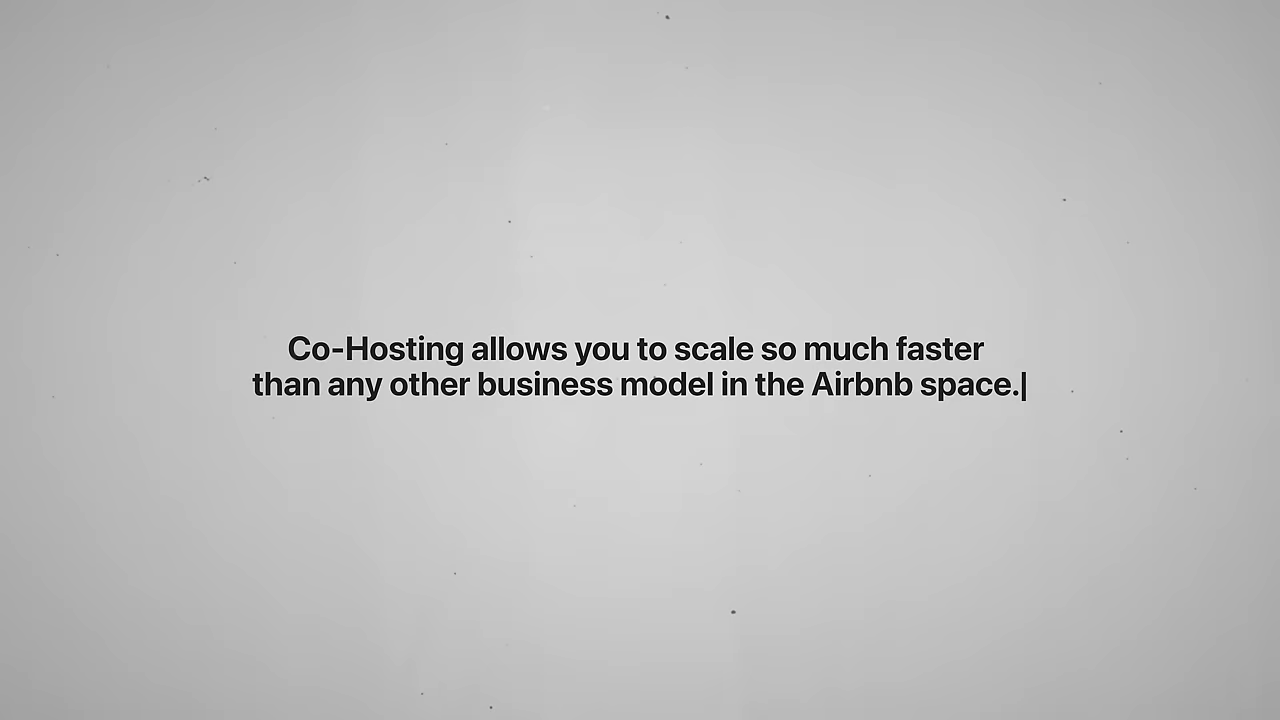 Co-Hosting allows you to scale so much faster
than any other business model in the Airbnb space.|